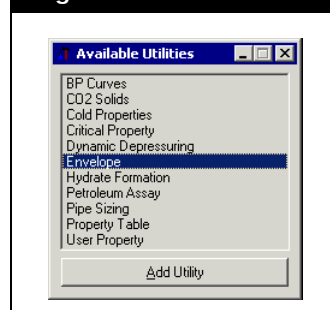 Available Utilities
BP Curves
CO2 Solids
Cold Properties
Critical Property
Dynamic Depressuring
Envelope
Hydrate Formation
Petroleum Assay
Pipe Sizing
Property Table
User Property
Add Utility